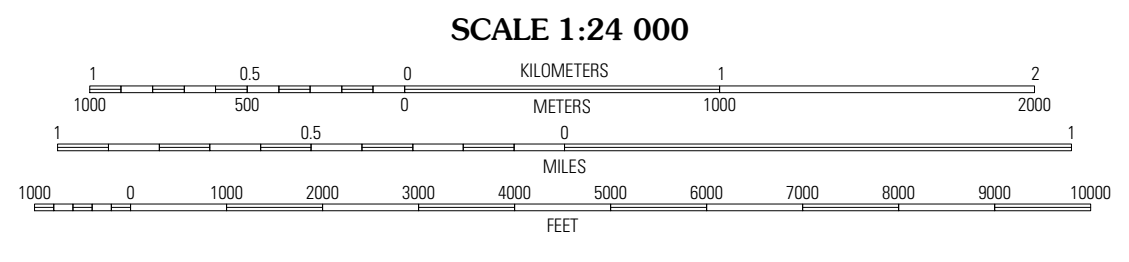 SCALE 1:24 000
1 0.5 0 KILOMETERS 1 2
1000 500 0 METERS 1000 2000
1 0.5 0 1
MILES
1000 0 1000 2000 3000 4000 5000 6000 7000 8000 9000 10000
FEET